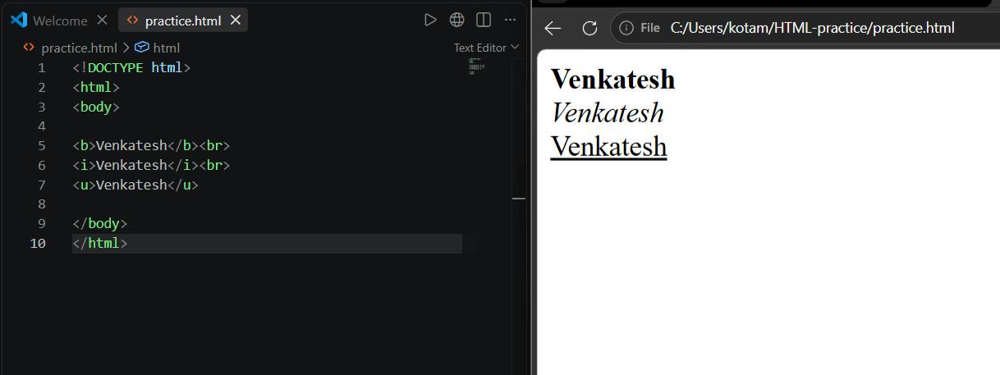 Welcome
practice.html
practice.html > html
Text Editor
1 <!DOCTYPE html>
2 <html>
3 <body>
4
5 <b>Venkatesh</b><br>
6 <i>Venkatesh</i><br>
7 <u>Venkatesh</u>
8
9 </body>
10 </html>
File C:/Users/kotam/HTML-practice/practice.html
Venkatesh
Venkatesh
Venkatesh